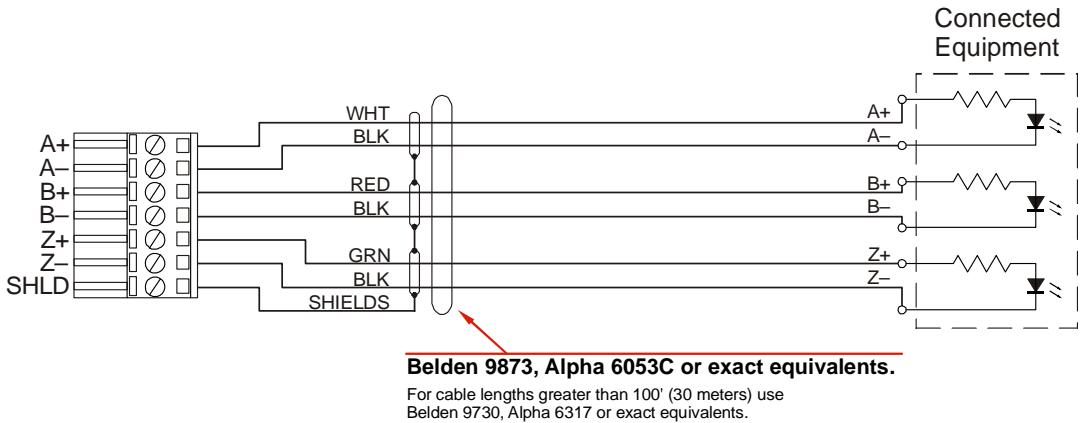 Connected
Equipment
A+
A–
B+
B–
Z+
Z–
SHLD
WHT
BLK
RED
BLK
GRN
BLK
SHIELDS
A+
A–
B+
B–
Z+
Z–
Belden 9873, Alpha 6053C or exact equivalents.
For cable lengths greater than 100' (30 meters) use
Belden 9730, Alpha 6317 or exact equivalents.